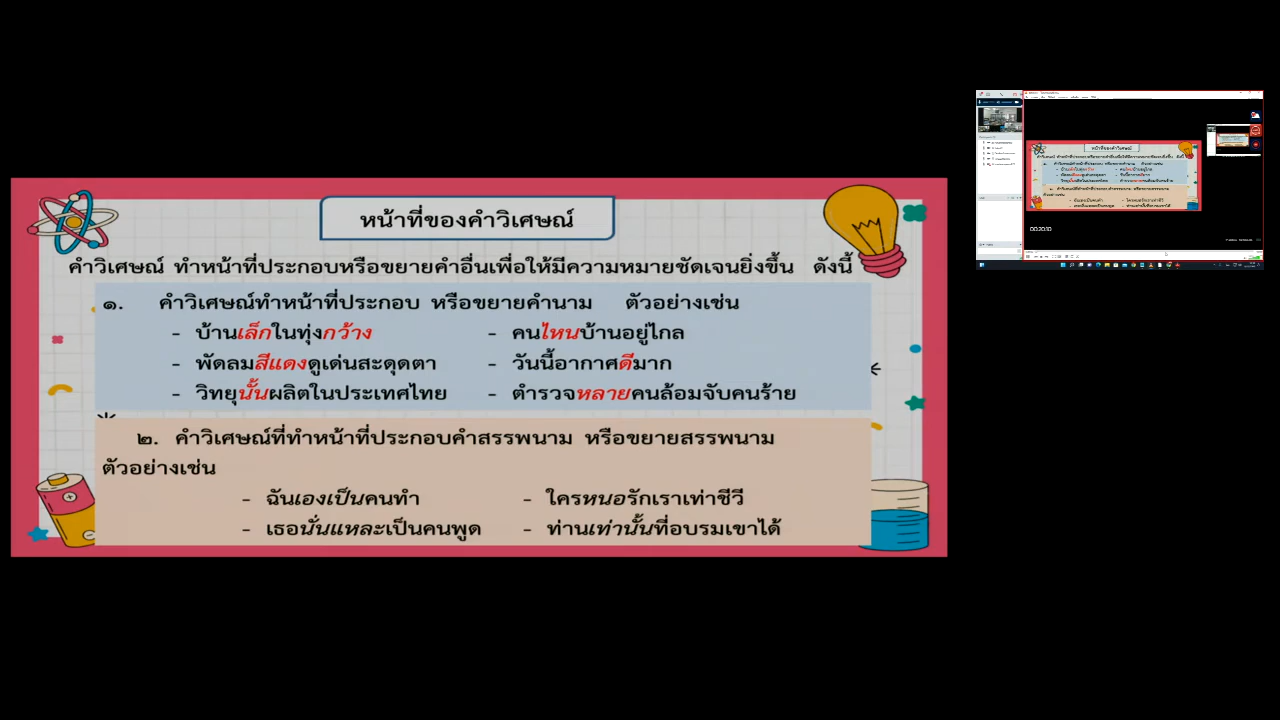 หน้าที่ของคำวิเศษณ์
คำวิเศษณ์ ทำหน้าที่ประกอบหรือขยายคำอื่นเพื่อให้มีความหมายชัดเจนยิ่งขึ้น ดังนี้
๑. คำวิเศษณ์ทำหน้าที่ประกอบ หรือขยายคำนาม ตัวอย่างเช่น
- บ้านเล็กในทุ่งกว้าง - คนไหนบ้านอยู่ไกล
- พัดลมสีแดงดูเด่นสะดุดตา - วันนี้อากาศดีมาก
- วิทยุนั้นผลิตในประเทศไทย - ตำรวจหลายคนล้อมจับคนร้าย
๒. คำวิเศษณ์ที่ทำหน้าที่ประกอบคำสรรพนาม หรือขยายสรรพนาม
ตัวอย่างเช่น
- ฉันเองเป็นคนทำ - ใครหนอรักเราเท่าชีวี
- เธอนั่นแหละเป็นคนพูด - ท่านเท่านั้นที่อบรมเขาได้
หน้าที่ของคำวิเศษณ์
00:20:10